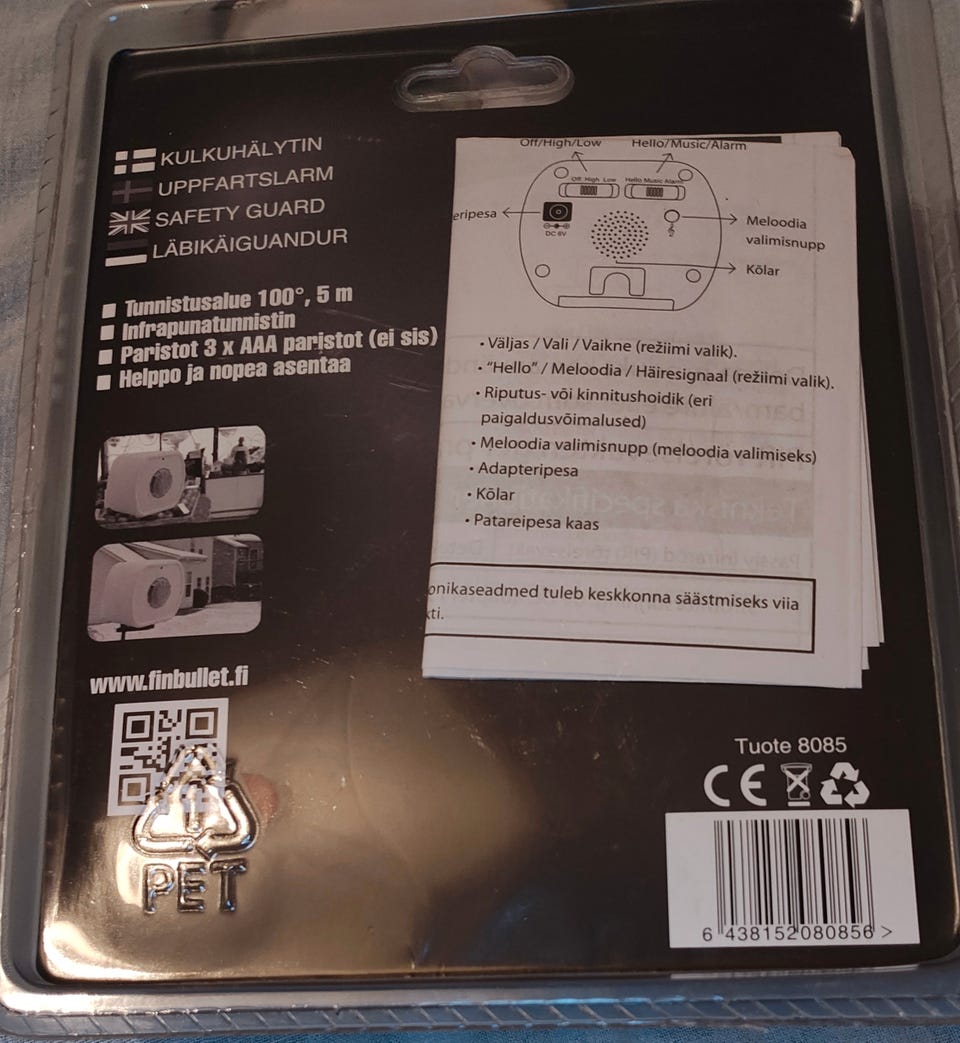 KULKUHÄLYTIN
UPPFARTSLARM
SAFETY GUARD
LÄBIKÄIGUANDUR
Tunnistusalue 100°, 5 m
Infrapunatunnistin
Paristot 3 x AAA paristot (ei sis)
Helppo ja nopea asentaa
www.finbullet.fi
PET
Off/High/Low Hello/Music/Alarm
Off High Low Hello Music Alarm
eripesa
DC 6V
Meloodia
valimisnupp
Kõlar
• Väljas / Vali / Vaikne (režiimi valik).
• “Hello” / Meloodia / Häiresignaal (režiimi valik).
• Riputus- või kinnitushoidik (eri
paigaldusvõimalused)
• Meloodia valimisnupp (meloodia valimiseks)
• Adapteripesa
• Kõlar
• Patareipesa kaas
onikaseadmed tuleb keskkonna säästmiseks viia
kti.
Tuote 8085
CE
6 438152 080856 >